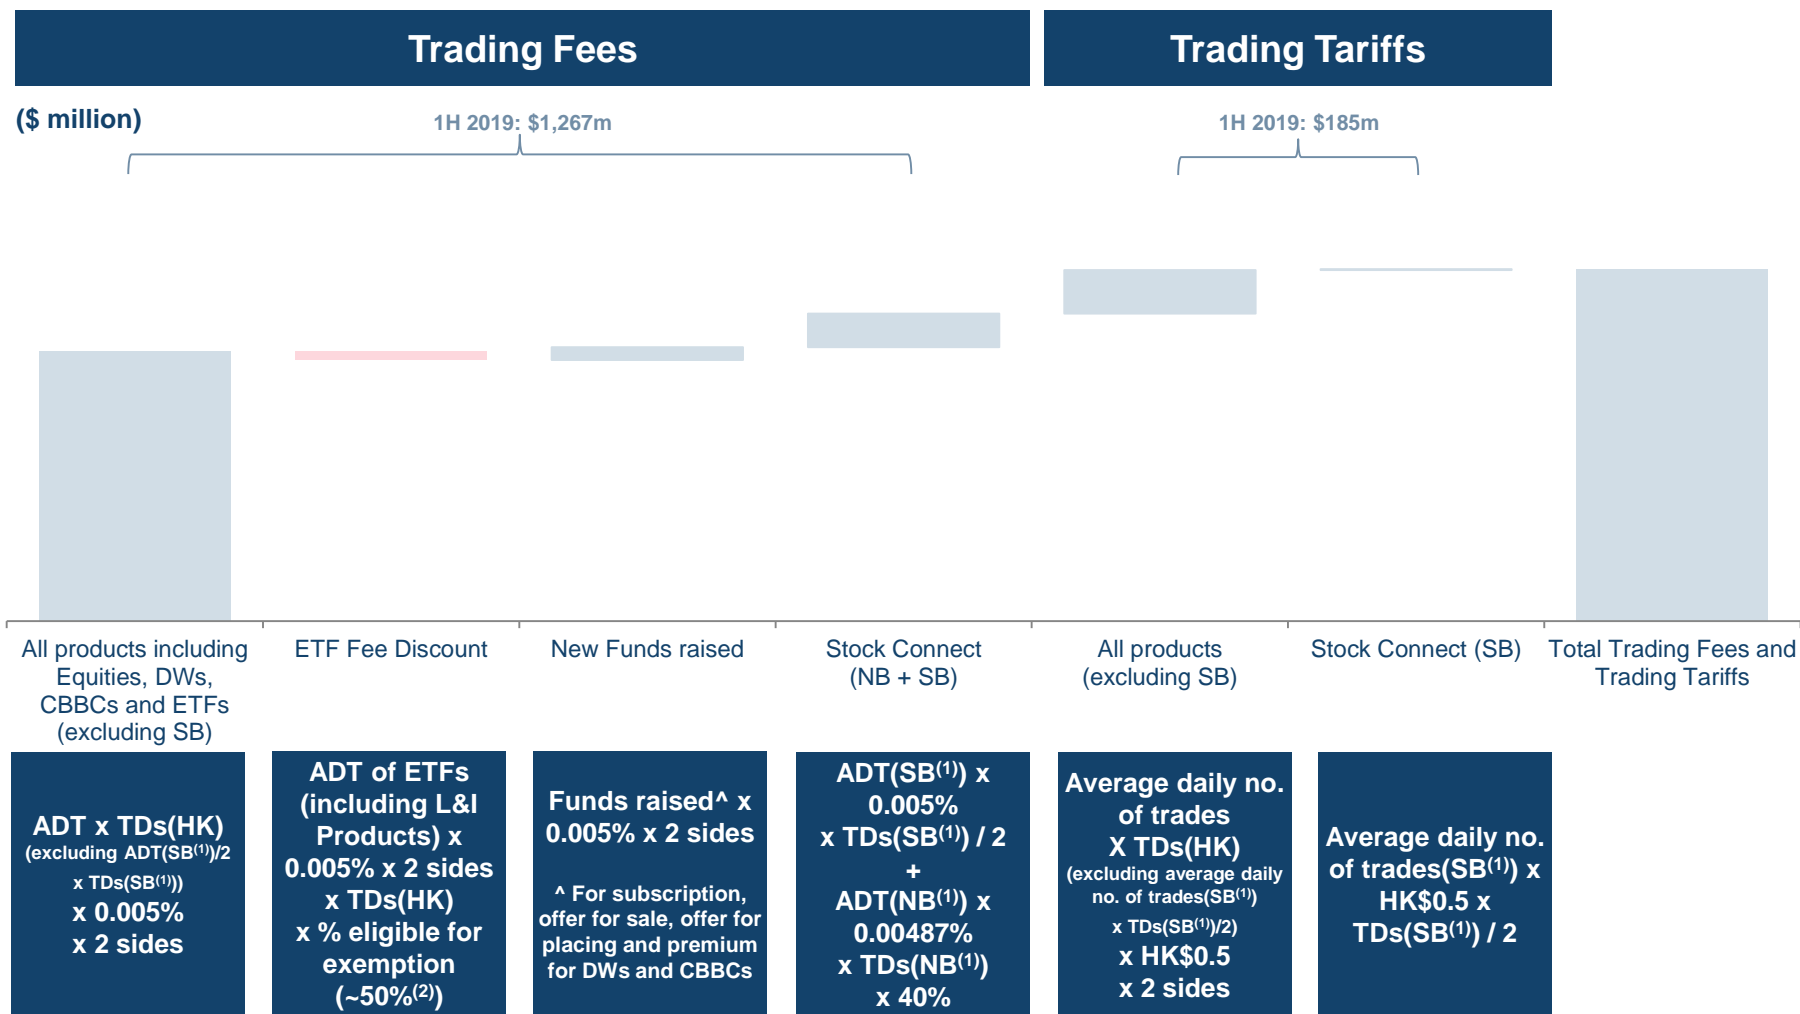 Trading Fees
Trading Tariffs
($ million)
1H 2019: $1,267m
1H 2019: $185m
All products including
Equities, DWs,
CBBCs and ETFs
(excluding SB)
ETF Fee Discount
New Funds raised
Stock Connect
(NB + SB)
All products
(excluding SB)
Stock Connect (SB)
Total Trading Fees and
Trading Tariffs
ADT x TDs(HK)
(excluding ADT(SB(1))/2
x TDs(SB(1)))
x 0.005%
x 2 sides
ADT of ETFs
(including L&I
Products) x
0.005% x 2 sides
x TDs(HK)
x % eligible for
exemption
(~50%(2))
Funds raised^ x
0.005% x 2 sides
^ For subscription,
offer for sale, offer for
placing and premium
for DWs and CBBCs
ADT(SB(1)) x
0.005%
x TDs(SB(1)) / 2
+
ADT(NB(1)) x
0.00487%
x TDs(NB(1))
x 40%
Average daily no.
of trades
X TDs(HK)
(excluding average daily
no. of trades(SB(1))
x TDs(SB(1))/2)
x HK$0.5
x 2 sides
Average daily no.
of trades(SB(1)) x
HK$0.5 x
TDs(SB(1)) / 2